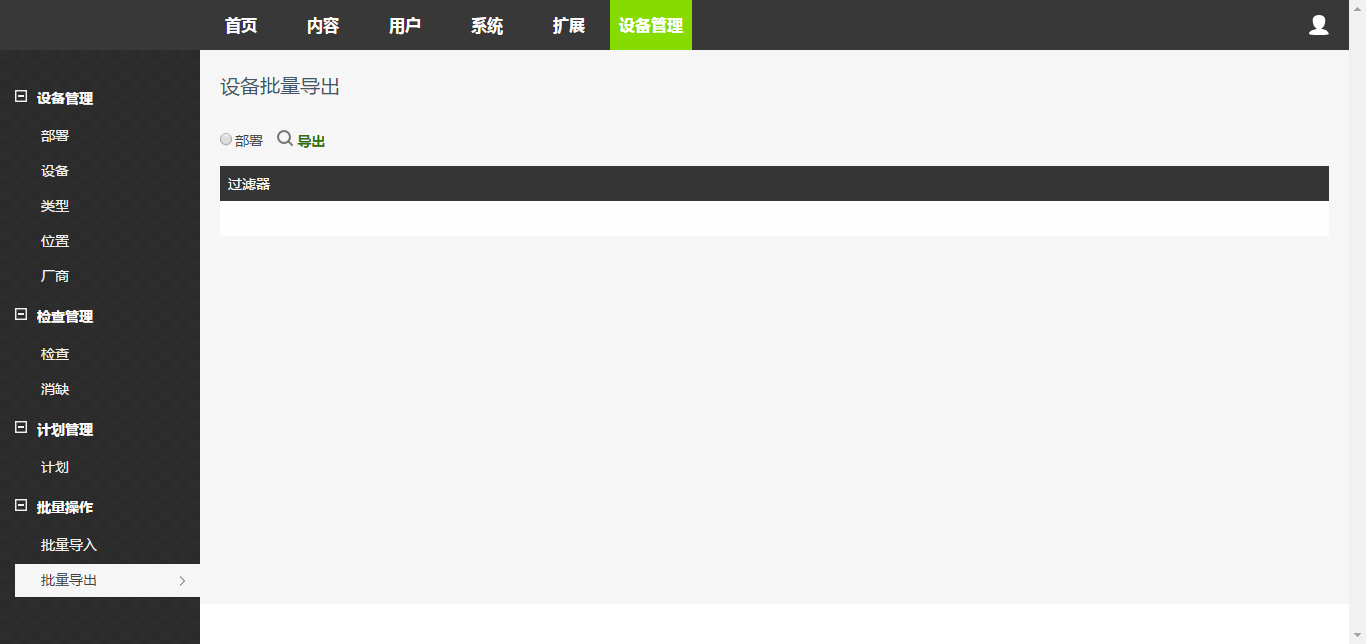 首页 内容 用户 系统 扩展 设备管理
设备管理
部署
设备
类型
位置
厂商
检查管理
检查
消缺
计划管理
计划
批量操作
批量导入
批量导出
设备批量导出
部署 导出
过滤器